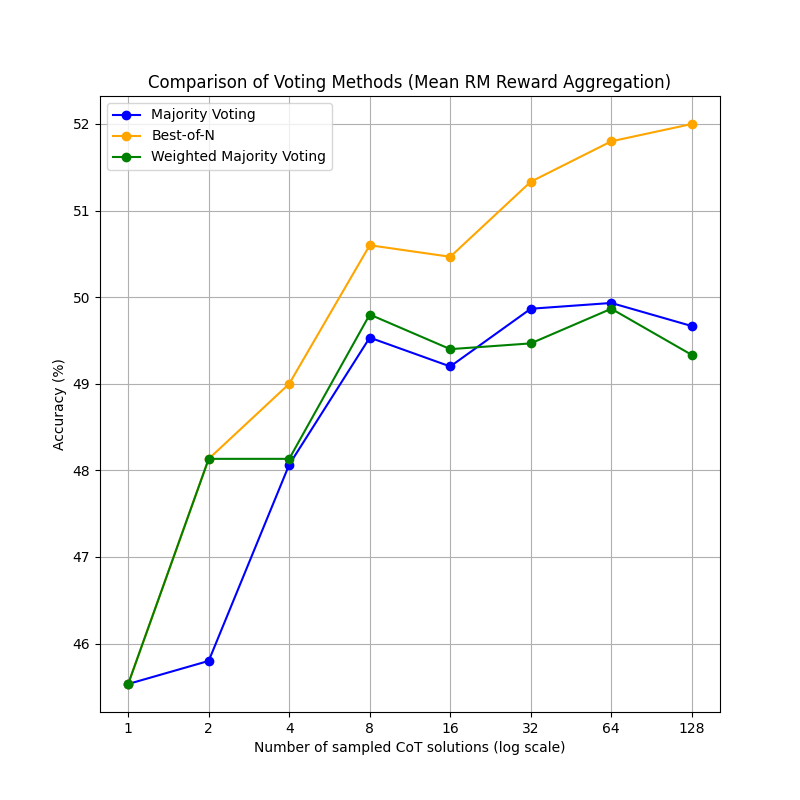 Comparison of Voting Methods (Mean RM Reward Aggregation)
Majority Voting
Best-of-N
Weighted Majority Voting
52
51
50
49
48
47
46
Accuracy (%)
1 2 4 8 16 32 64 128
Number of sampled CoT solutions (log scale)